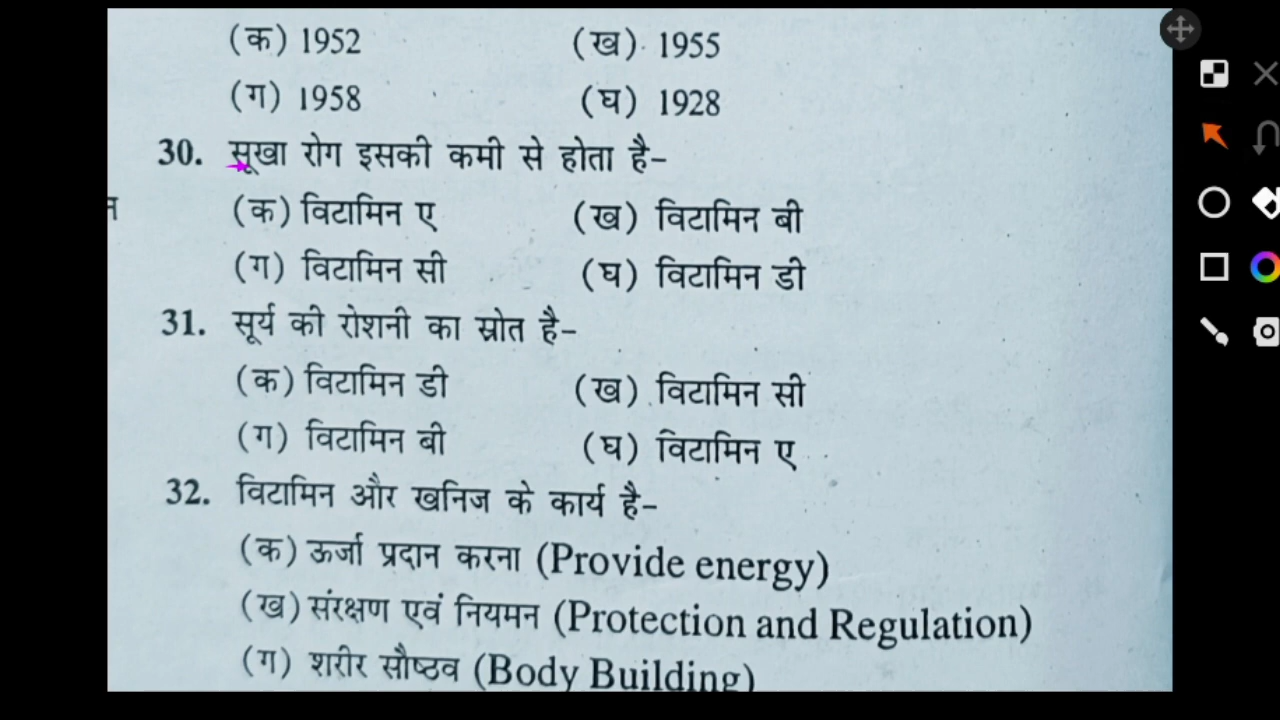 (क) 1952 (ख) 1955
(ग) 1958 (घ) 1928
30. सूखा रोग इसकी कमी से होता है-
(क) विटामिन ए (ख) विटामिन बी
(ग) विटामिन सी (घ) विटामिन डी
31. सूर्य की रोशनी का स्रोत है-
(क) विटामिन डी (ख) विटामिन सी
(ग) विटामिन बी (घ) विटामिन ए
32. विटामिन और खनिज के कार्य है-
(क) ऊर्जा प्रदान करना (Provide energy)
(ख) संरक्षण एवं नियमन (Protection and Regulation)
(ग) शरीर सौष्ठव (Body Building)